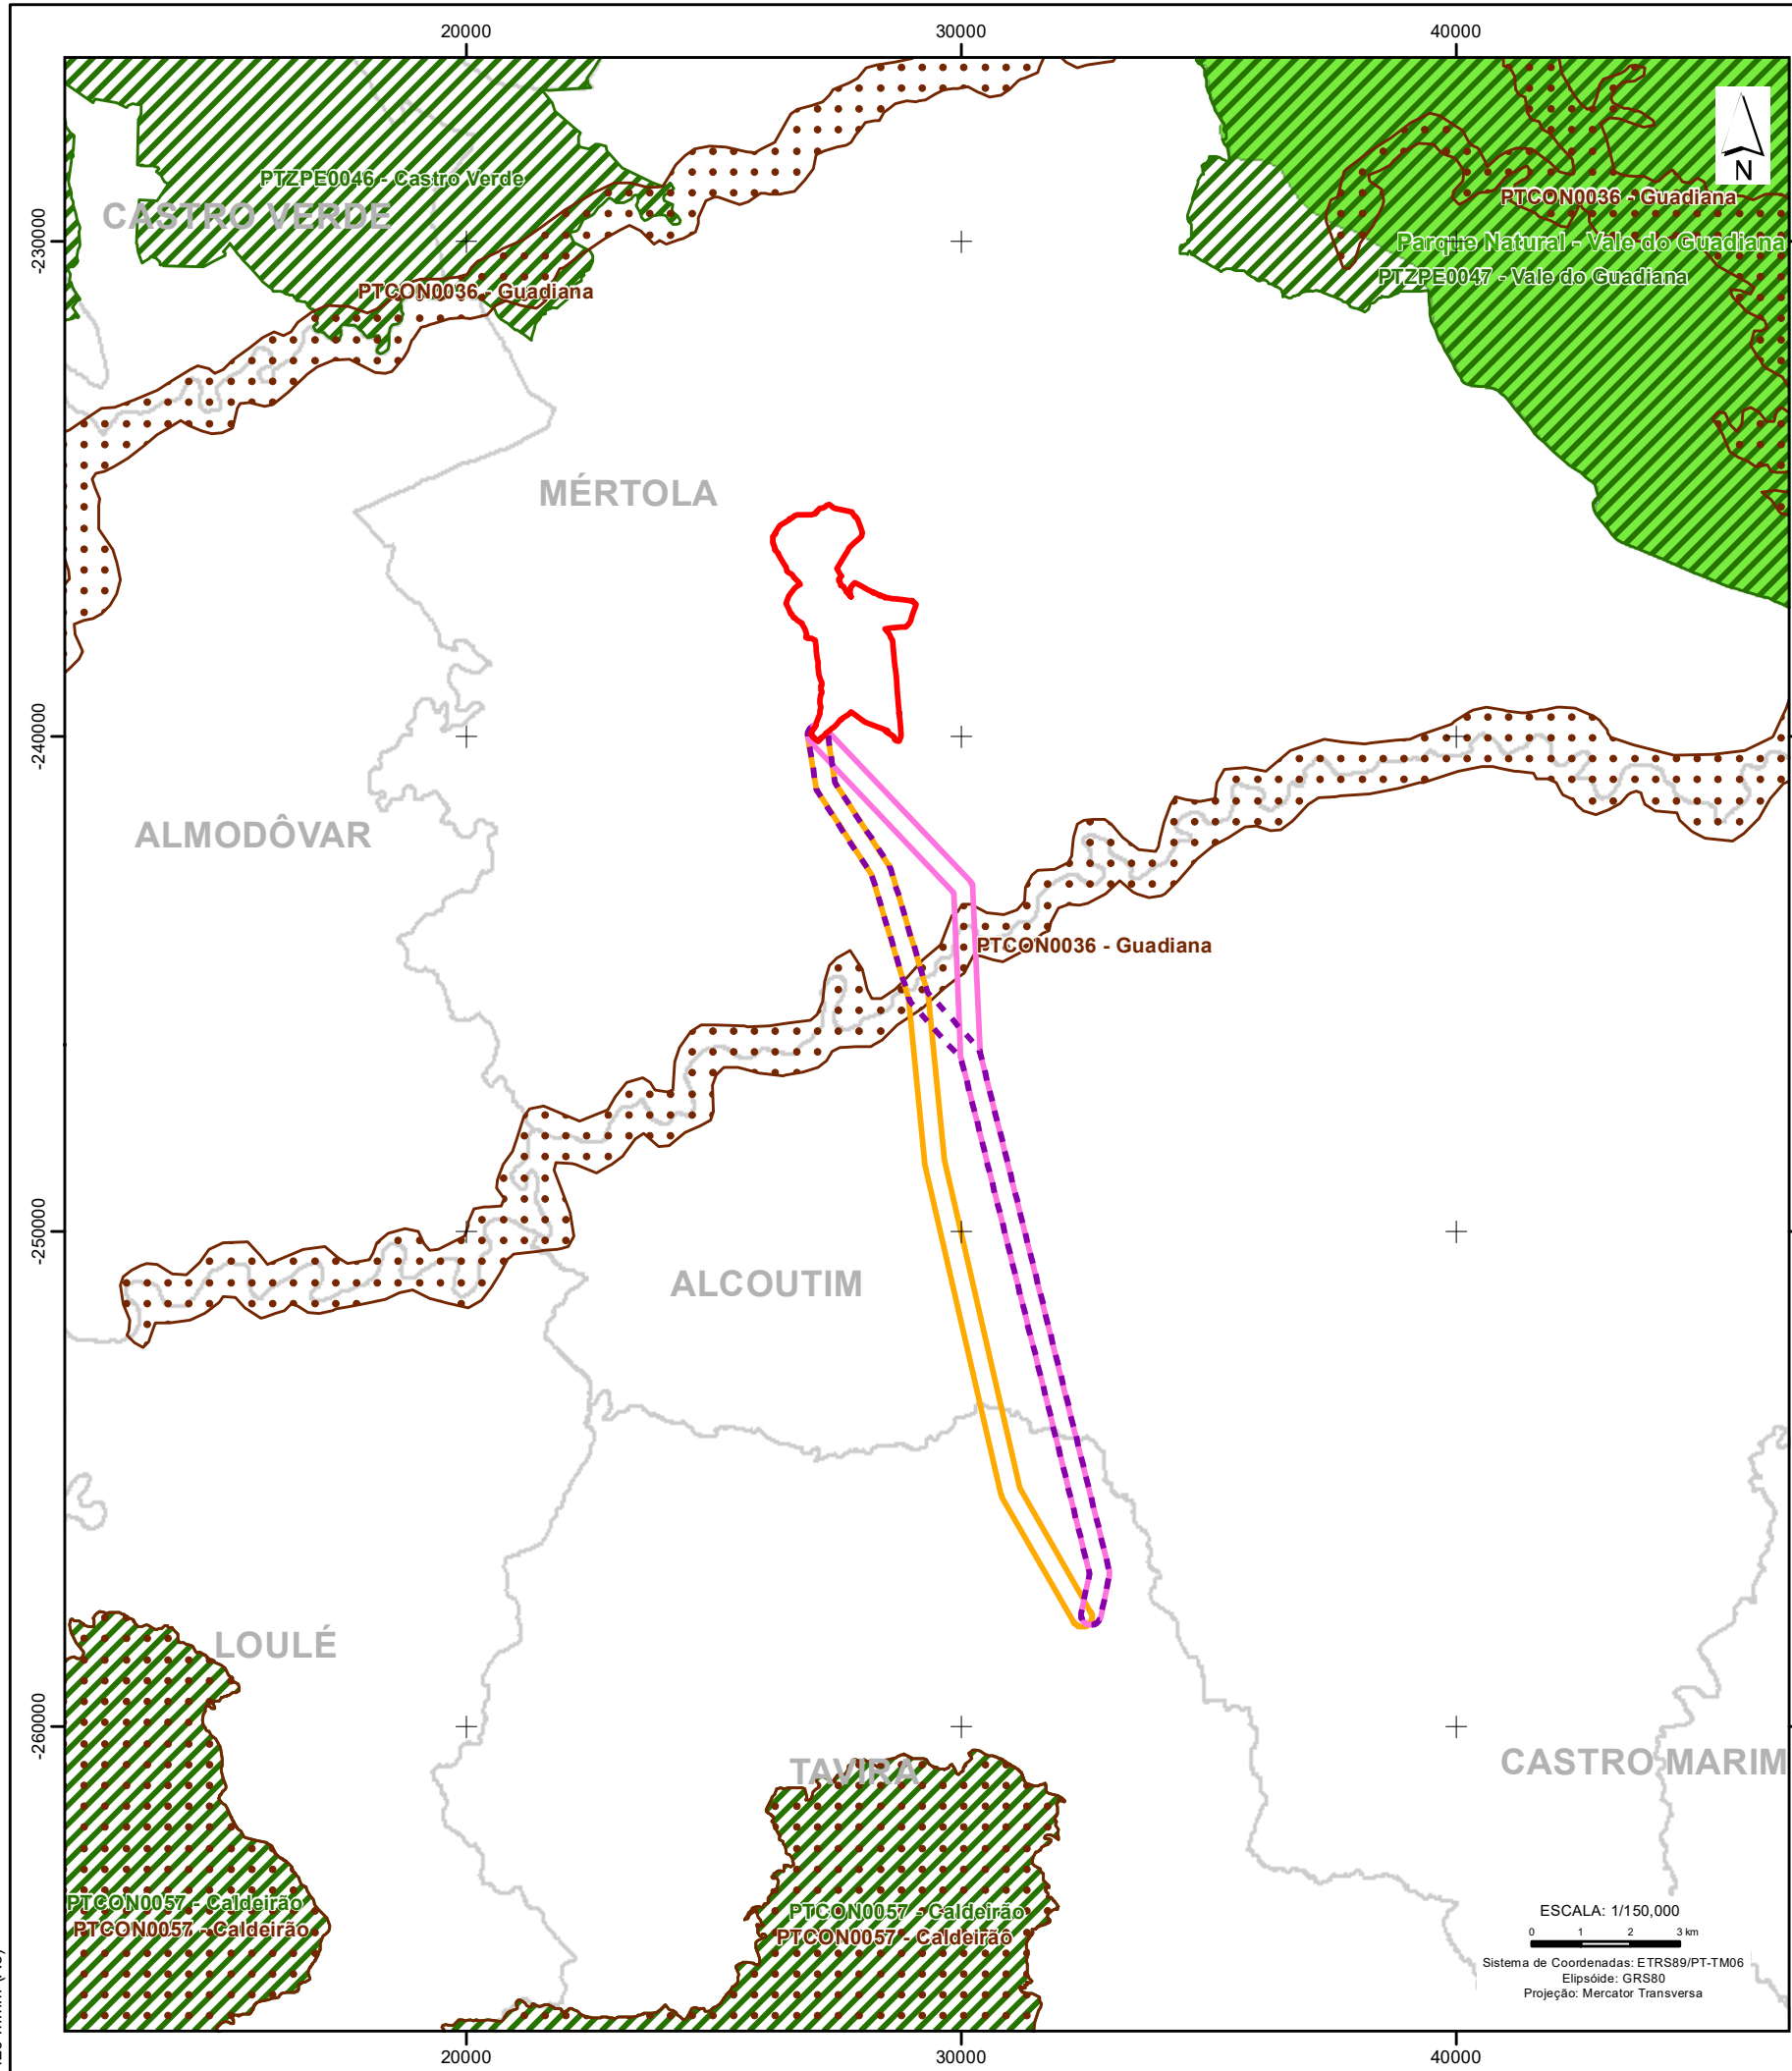 20000
30000
40000
N
PTZPE0046 - Castro Verde
CASTRO VERDE
PTCON0036 - Guadiana
-230000
Parque Natural - Vale do Guadiana
PTZPE0047 - Vale do Guadiana
PTCON0036 - Guadiana
MÉRTOLA
-240000
ALMODÔVAR
PTCON0036 - Guadiana
-250000
ALCOUTIM
LOULÉ
-260000
TAVIRA
CASTRO MARIM
PTCON0057 - Caldeirão
PTCON0057 - Caldeirão
PTCON0057 - Caldeirão
PTCON0057 - Caldeirão
ESCALA: 1/150,000
0 1 2 3 km
Sistema de Coordenadas: ETRS89/PT-TM06
Elipsóide: GRS80
Projeção: Mercator Transversa
20000
30000
40000